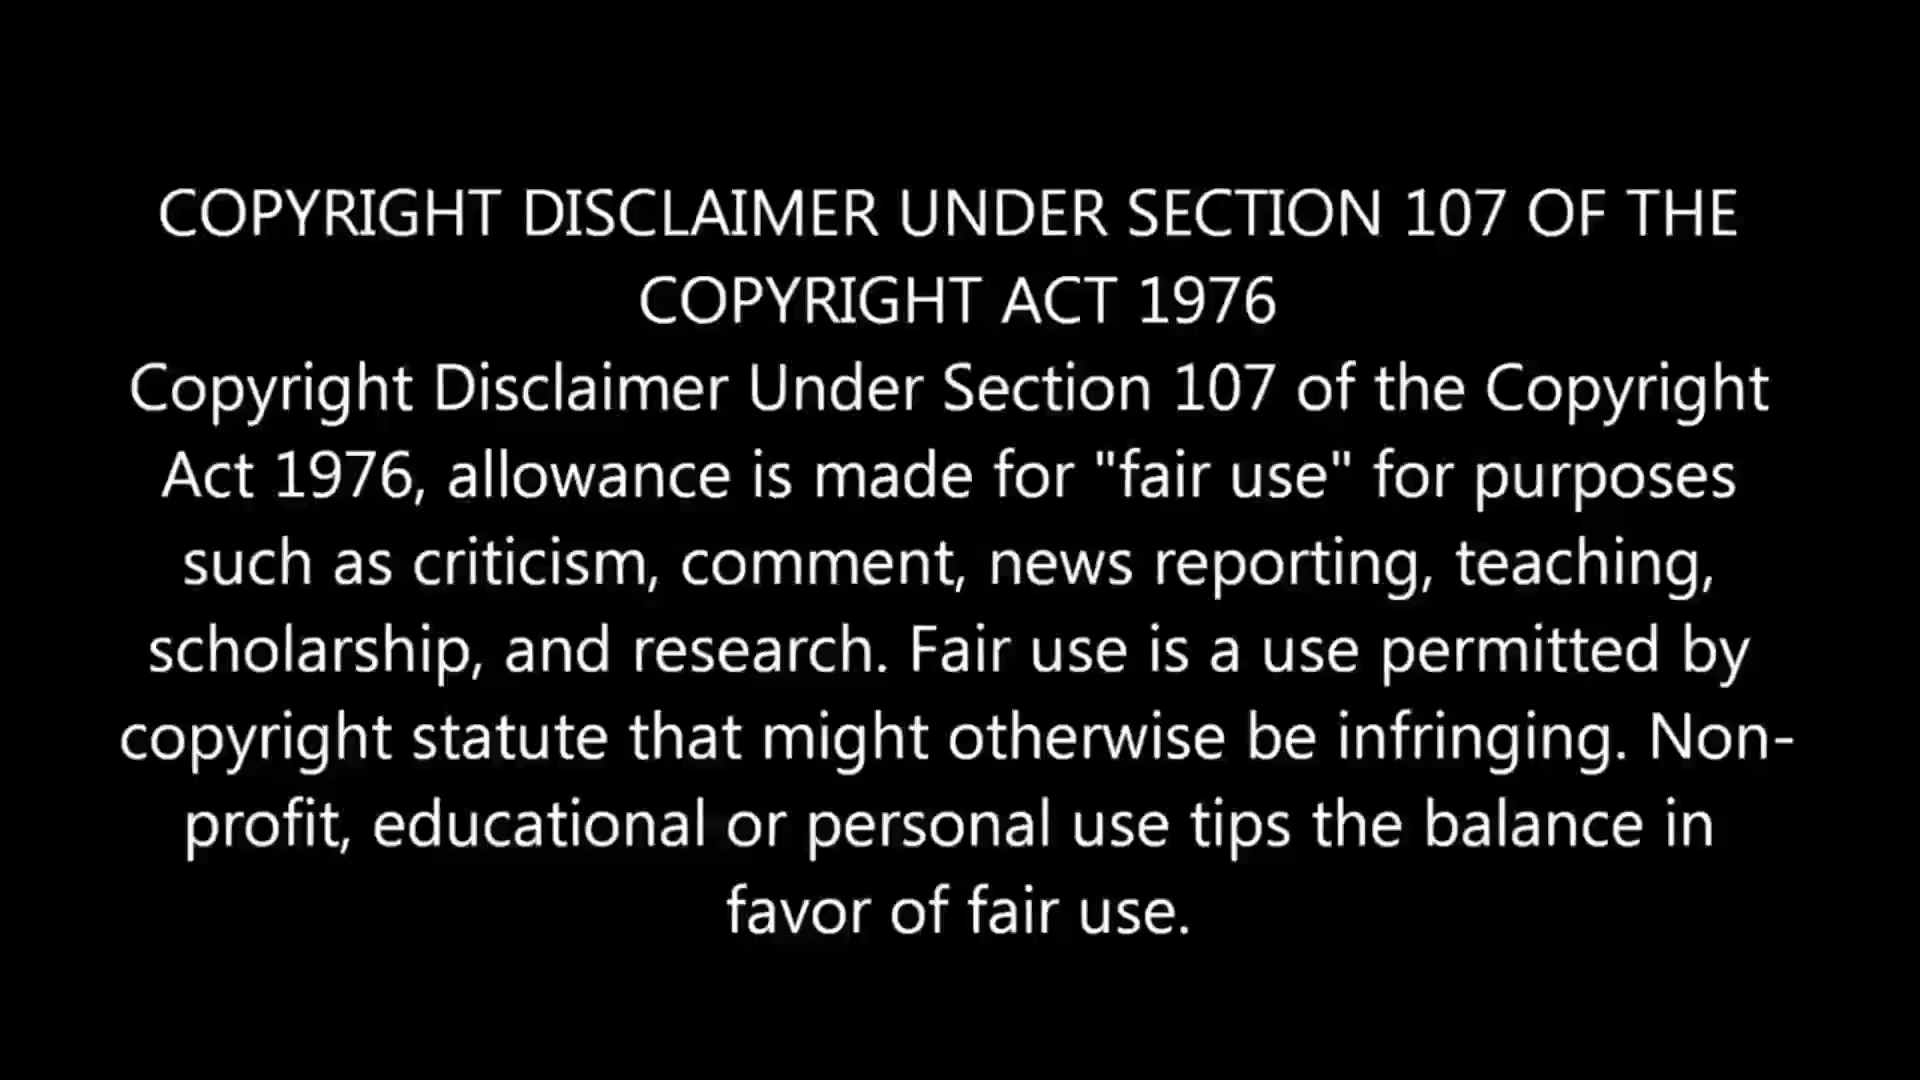 COPYRIGHT DISCLAIMER UNDER SECTION 107 OF THE
COPYRIGHT ACT 1976
Copyright Disclaimer Under Section 107 of the Copyright
Act 1976, allowance is made for "fair use" for purposes
such as criticism, comment, news reporting, teaching,
scholarship, and research. Fair use is a use permitted by
copyright statute that might otherwise be infringing. Non-
profit, educational or personal use tips the balance in
favor of fair use.